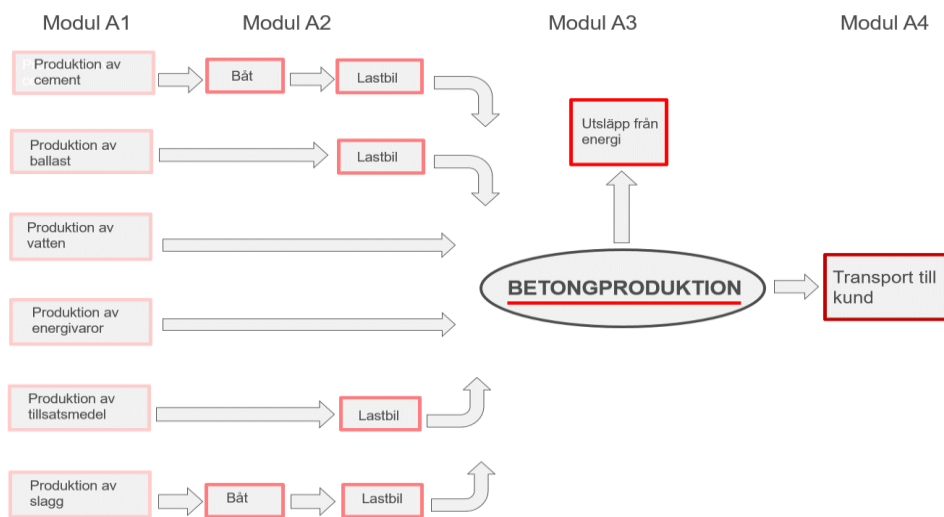 Modul A1
Modul A2
Modul A3
Modul A4
Produktion av
cement
Båt
Lastbil
Utsläpp från
energi
Produktion av
ballast
Lastbil
Produktion av
vatten
BETONGPRODUKTION
Transport till
kund
Produktion av
energivaror
Produktion av
tillsatsmedel
Lastbil
Produktion av
slagg
Båt
Lastbil